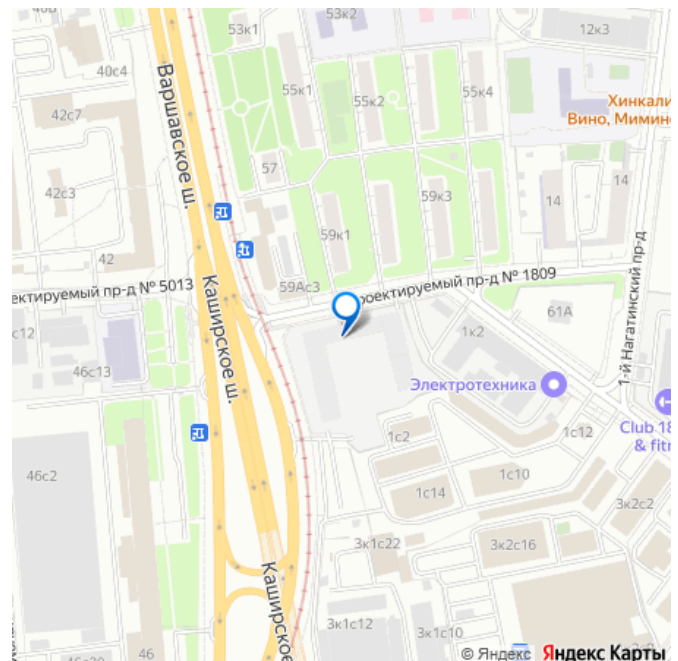 40В
53к1
53к2
12к3
40с4
55к1
55к2
55к4
Хинкали
Вино, Мимино
42с7
Варшавское ш.
57
42с3
59к3
14
14
59к1
42
ектируемый пр-д № 5013
59Ас3
роектируемый пр-д № 1809
1-й Нагатинский пр-д
с12
Каширское ш.
1к2
61А
46с13
Электротехника
Club 18
& fitn
1с2
1с12
46с2
1с10
1с14
3к2с2
3к1с22
3к2с16
Каширское
3к1с12
3к1с10
46
© Яндекс Яндекс Карты